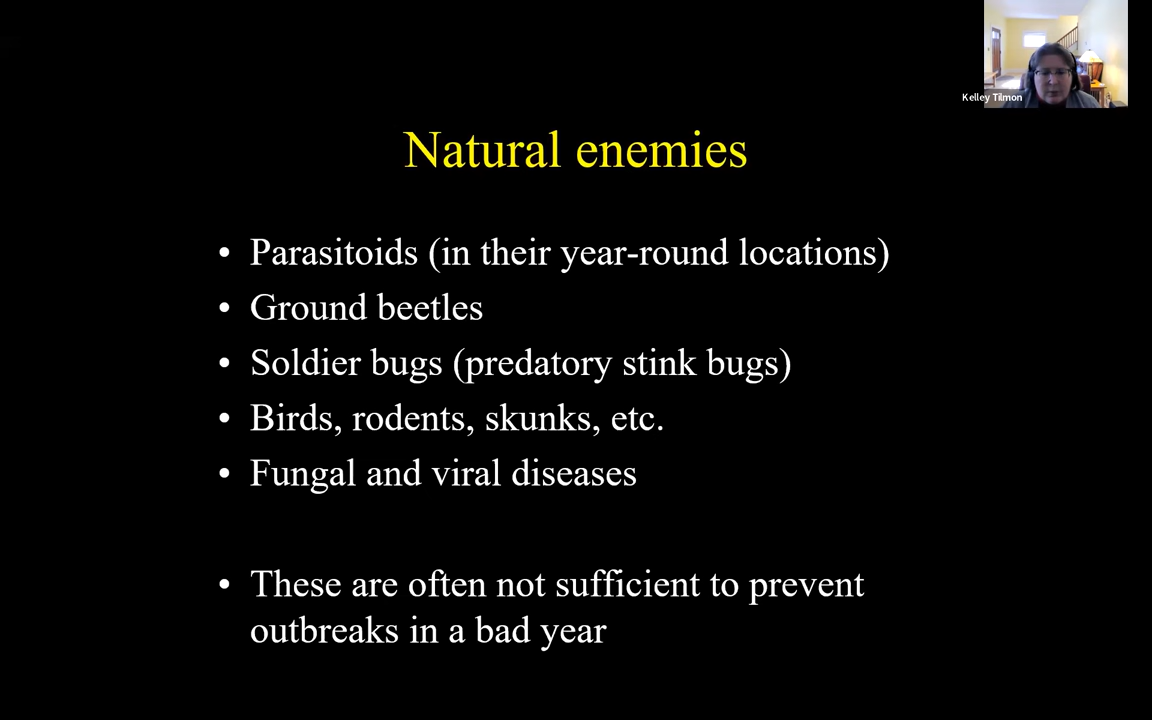 Kelley Tilmon
Natural enemies
• Parasitoids (in their year-round locations)
• Ground beetles
• Soldier bugs (predatory stink bugs)
• Birds, rodents, skunks, etc.
• Fungal and viral diseases
• These are often not sufficient to prevent
outbreaks in a bad year